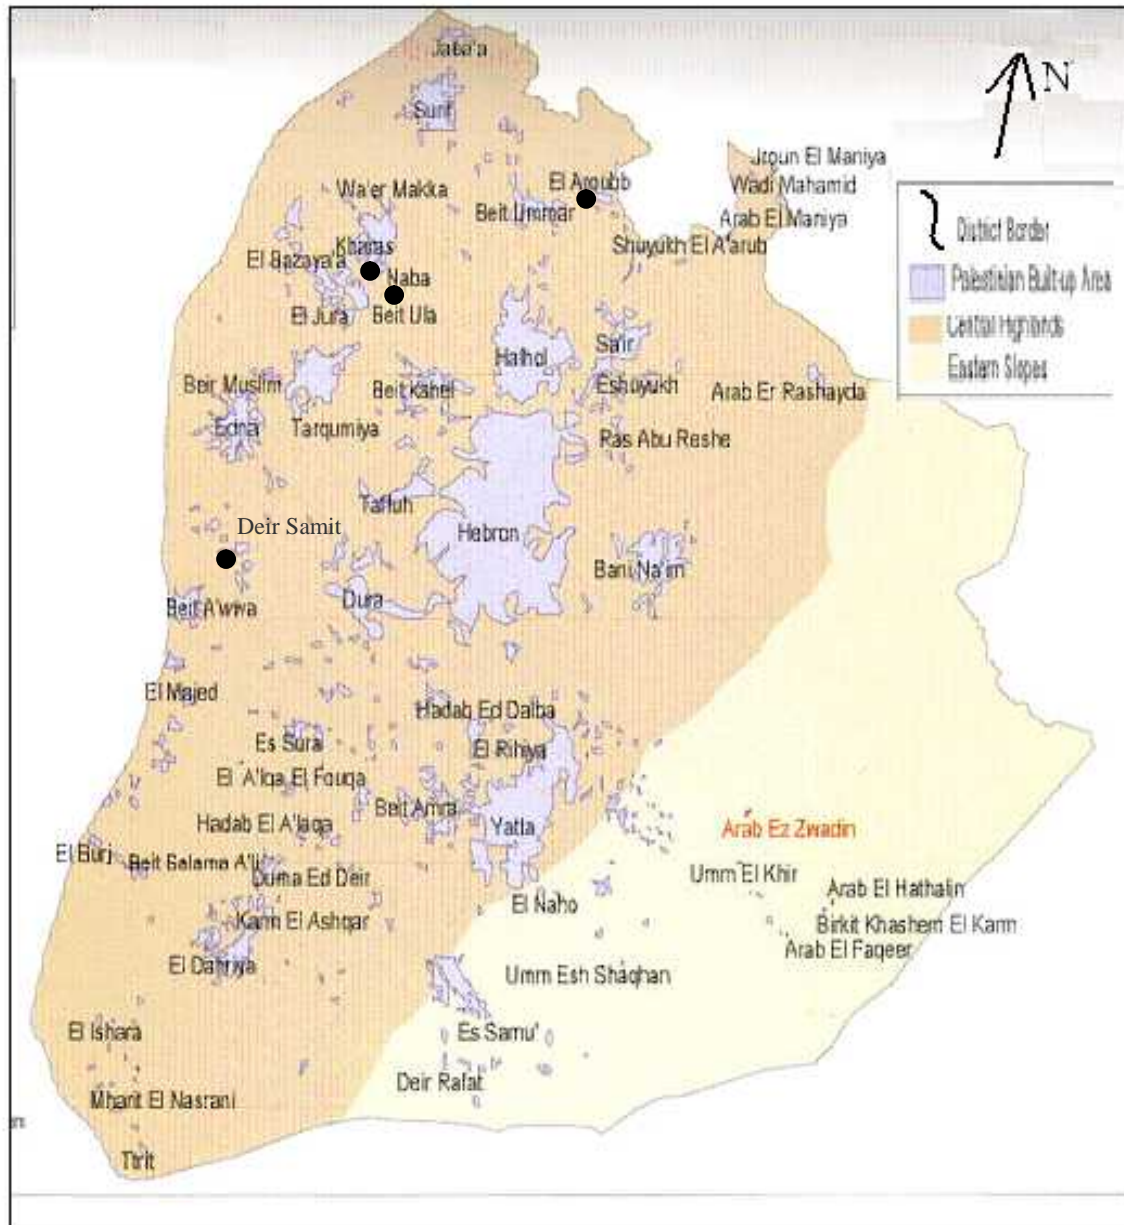 Jaba'a
Surif
N
Jroun El Maniya
El Aroubb
Wadi Mahamid
Wa'er Makka
Beit Ummar
Arab El Maniya
Shuyukh El A'arub
District Border
Kharas
El Bazaya'a
Naba
Palestinian Built-up Area
El Jura
Beit Ula
Central Highlands
Halhol
Sa'ir
Eastern Slopes
Beir Muslim
Beit Kahel
Eshuyukh
Arab Er Rashayda
Edna
Tarqumiya
Ras Abu Reshe
Taffuh
Deir Samit
Hebron
Bani Na'im
Beit A'wwa
Dura
El Majed
Hadab Ed Dalba
Es Sura
El Rihiya
El A'lqa El Fouqa
Beit Amra
Hadab El A'laqa
Yatta
Arab Ez Zwadin
El Burj
Beit Salama A'li
Duma Ed Deir
Umm El Khir
Arab El Hathalin
El Naho
Karm El Ashqar
Birkit Khashem El Karm
Arab El Faqeer
El Dahriya
Umm Esh Shaqhan
El Ishara
Es Samu'
Deir Rafat
Mharit El Nasrani
Ttrit